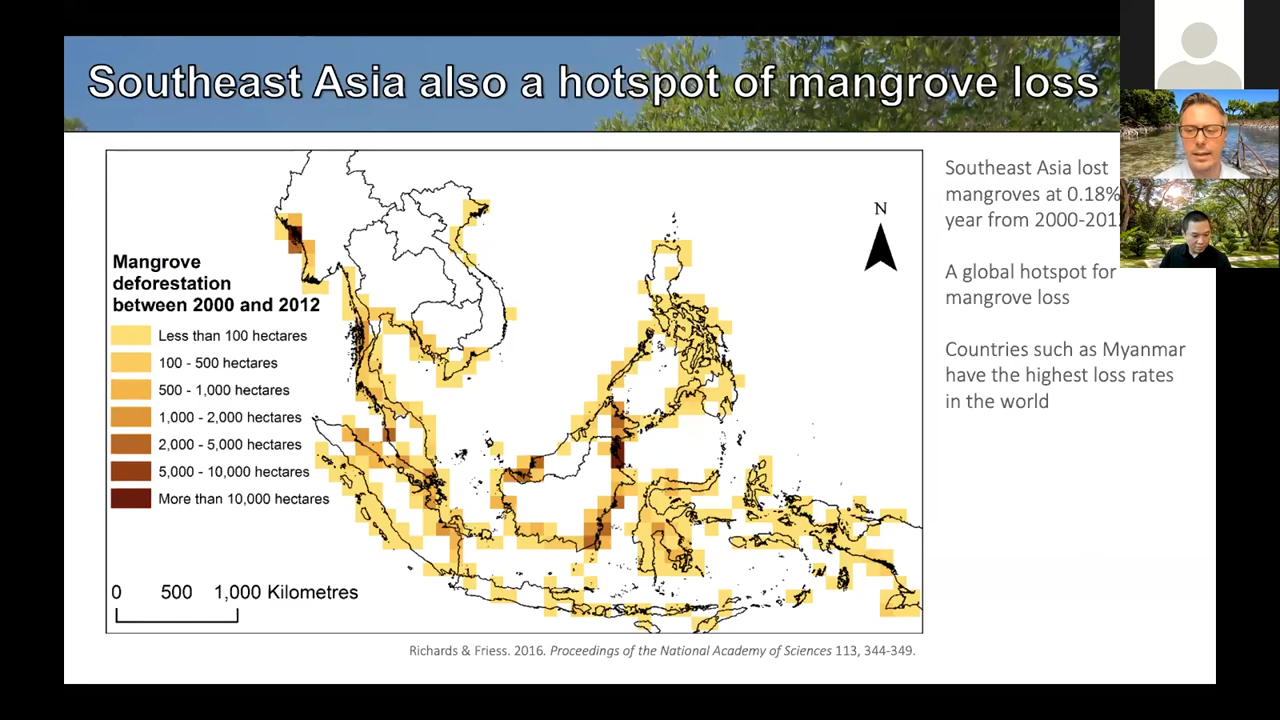 Southeast Asia also a hotspot of mangrove loss
Southeast Asia lost
mangroves at 0.18%
year from 2000-201
A global hotspot for
mangrove loss
Countries such as Myanmar
have the highest loss rates
in the world
N
Mangrove
deforestation
between 2000 and 2012
Less than 100 hectares
100 - 500 hectares
500 - 1,000 hectares
1,000 - 2,000 hectares
2,000 - 5,000 hectares
5,000 - 10,000 hectares
More than 10,000 hectares
0 500 1,000 Kilometres
Richards & Friess. 2016. Proceedings of the National Academy of Sciences 113, 344-349.